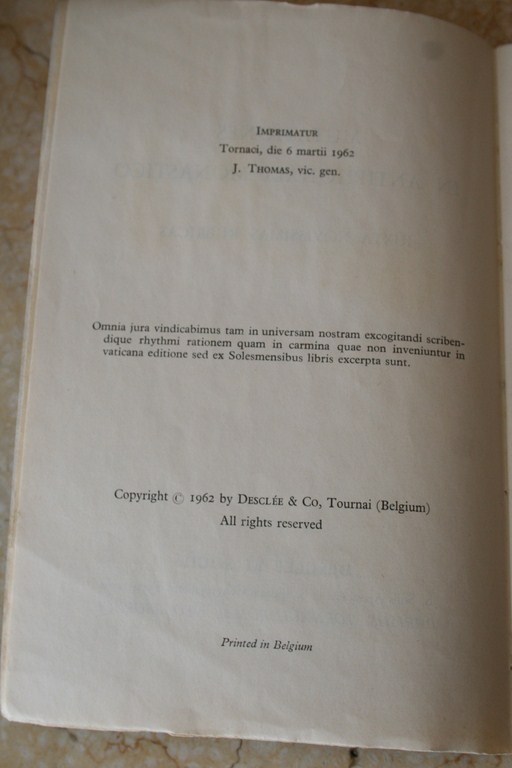 IMPRIMATUR
Tornaci, die 6 martii 1962
J. THOMAS, vic. gen.
Omnia jura vindicabimus tam in universam nostram excogitandi scriben-
dique rhythmi rationem quam in carmina quae non inveniuntur in
vaticana editione sed ex Solesmensibus libris excerpta sunt.
Copyright © 1962 by DESCLÉE & Co, Tournai (Belgium)
All rights reserved
Printed in Belgium